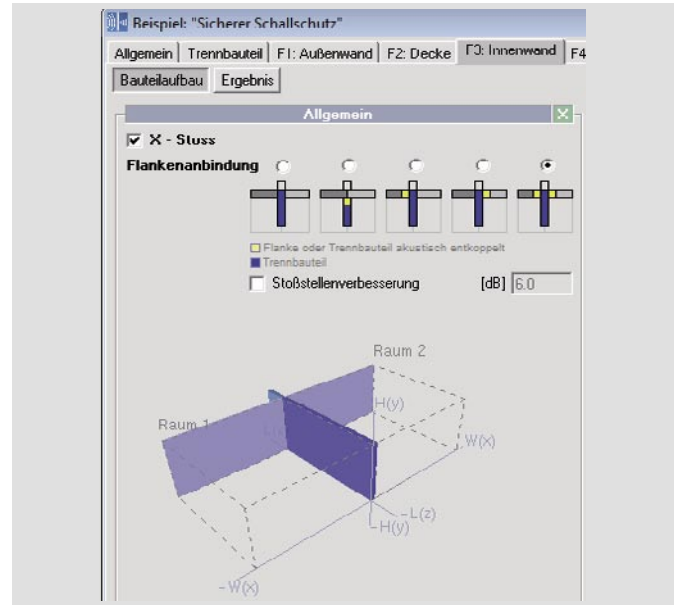 Beispiel: "Sicherer Schallschutz"
Allgemein Trennbauteil F1: Außenwand F2: Decke F3: Innenwand F4
Bauteilaufbau Ergebnis
Allgemein
X - Stoss
Flankenanbindung
Flanke oder Trennbauteil akustisch entkoppelt
Trennbauteil
Stoßstellenverbesserung [dB] 6.0
Raum 2
H(y)
Raum 1
W(x)
-L(z)
-H(y)
-W(x)